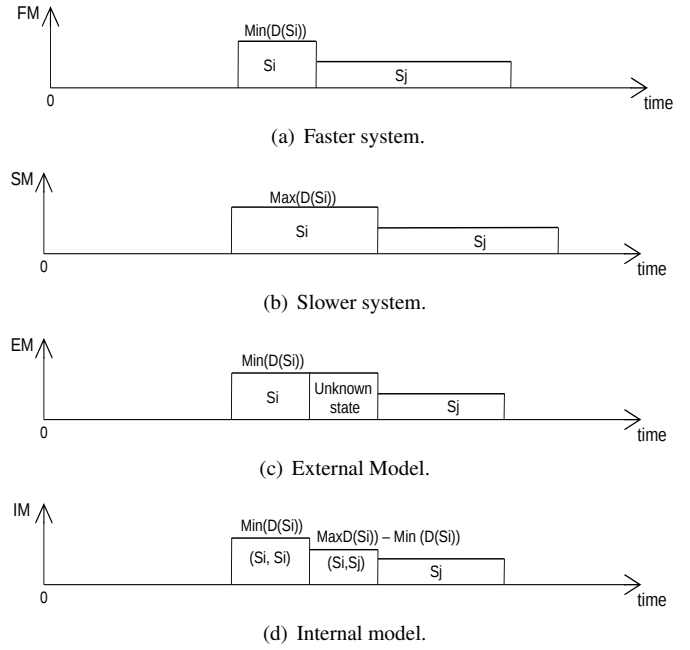 FM
Min(D(Si))
Si
Sj
0
time
(a) Faster system.
SM
Max(D(Si))
Si
Sj
0
time
(b) Slower system.
EM
Min(D(Si))
Si
Unknown
state
Sj
0
time
(c) External Model.
IM
Min(D(Si))
MaxD(Si)) – Min (D(Si))
(Si, Si)
(Si,Sj)
Sj
0
time
(d) Internal model.